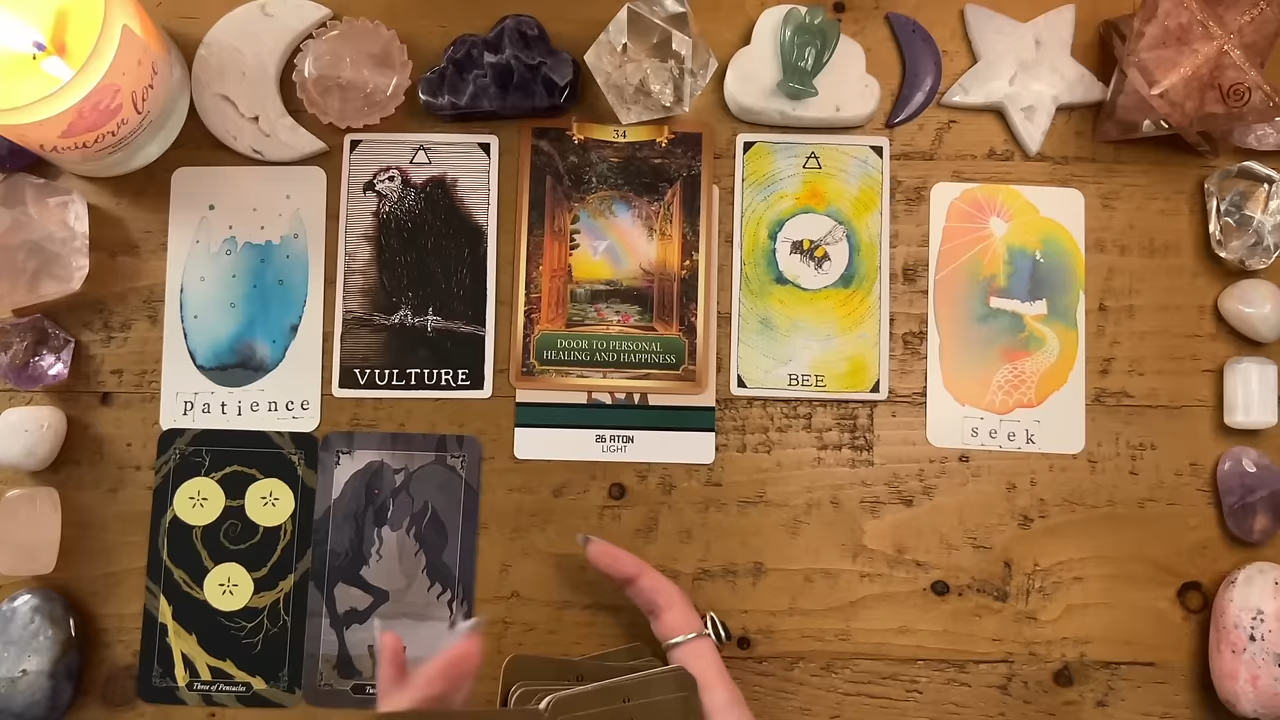 Unicorn love
34
patience
VULTURE
DOOR TO PERSONAL
HEALING AND HAPPINESS
BEE
seek
26 ATON
LIGHT
Three of Pentacles